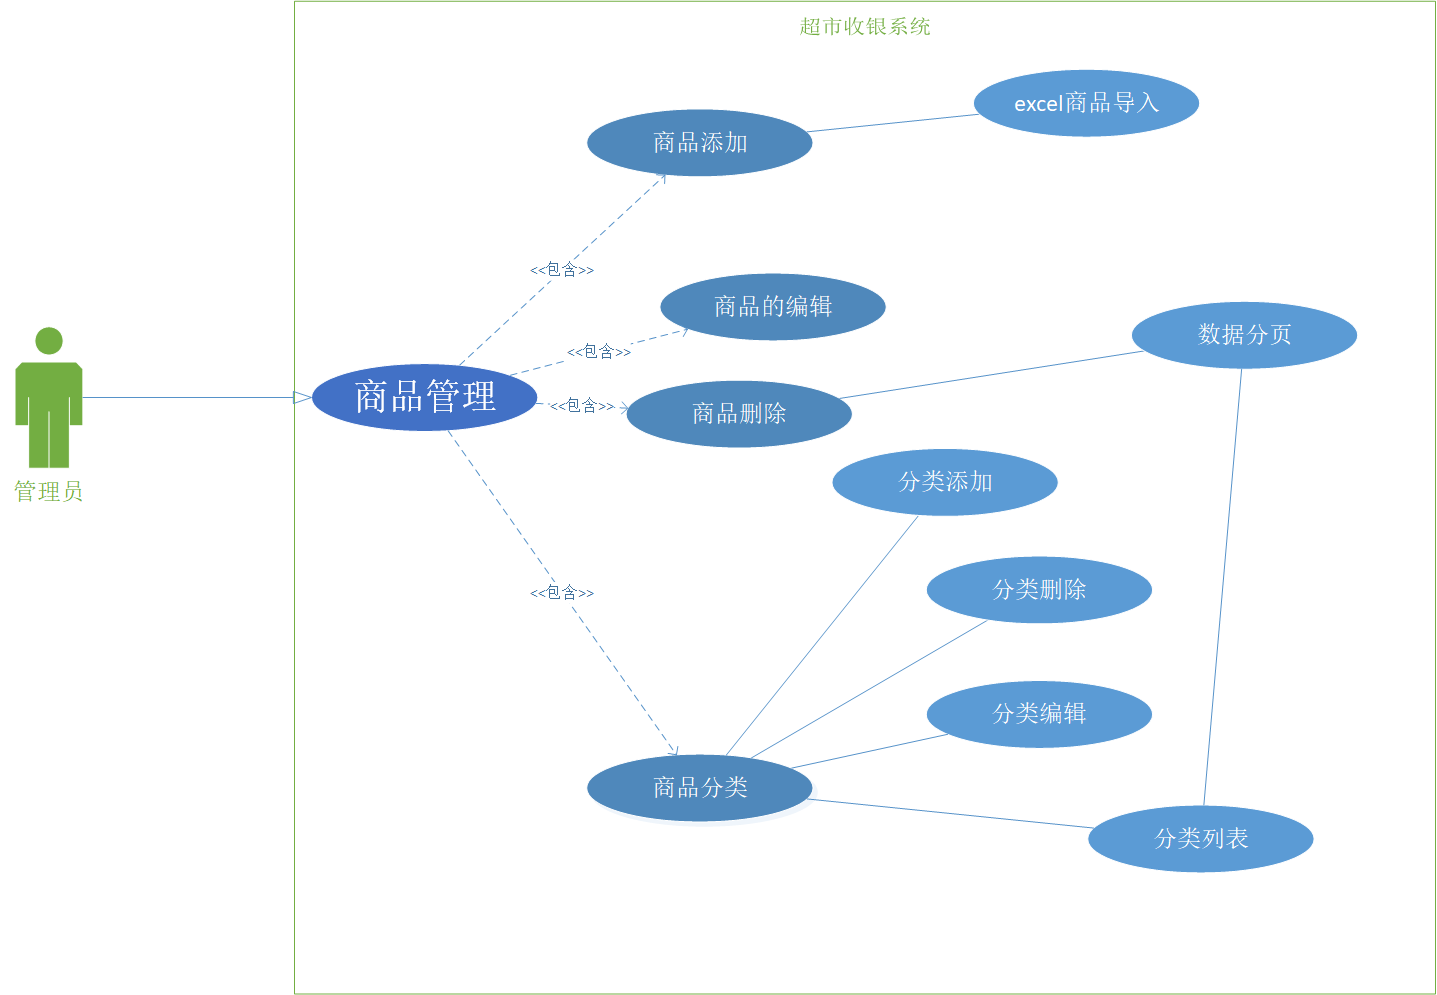 超市收银系统
excel商品导入
商品添加
<<包含>>
商品的编辑
数据分页
<<包含>>
商品管理
<<包含>>
商品删除
分类添加
管理员
分类删除
<<包含>>
分类编辑
商品分类
分类列表